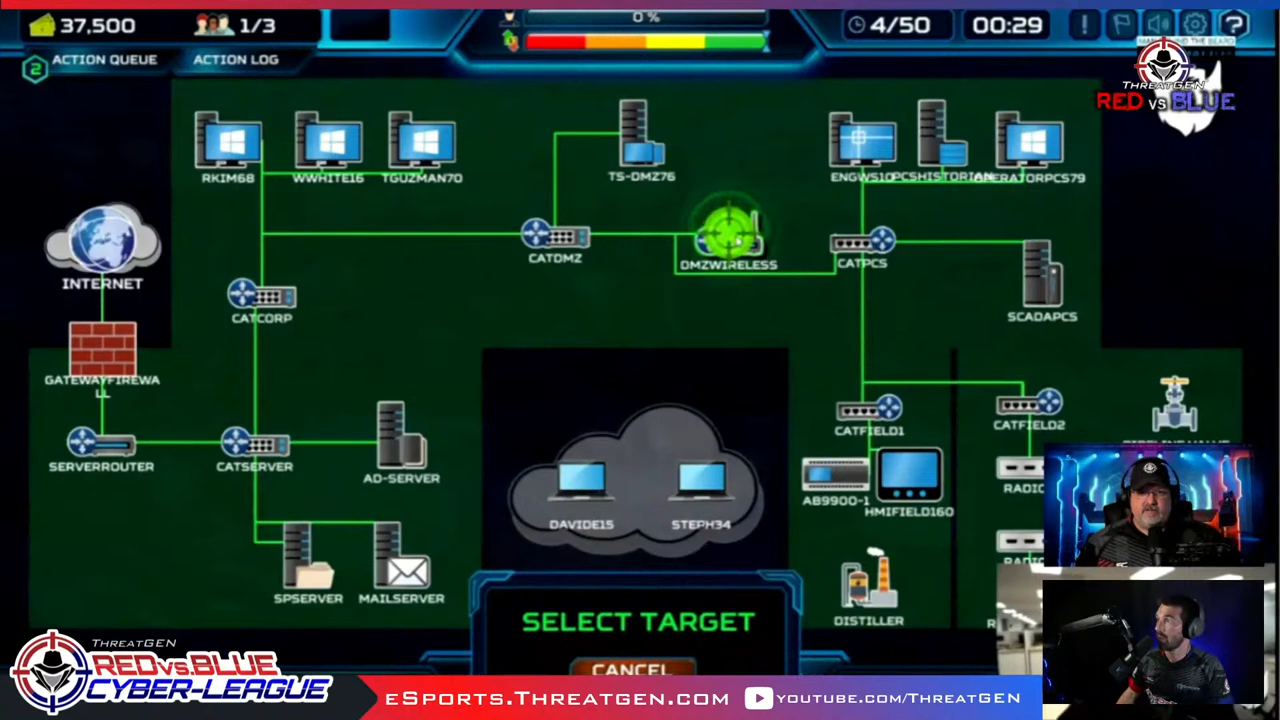 37,500
1/3
0 %
4/50
00:29
!
?
2
ACTION QUEUE
ACTION LOG
THREATGEN
RED VS BLUE
RKIM68
WWHITE16
TGUZMAN70
TS-DMZ76
ENGWS10
PCSHISTORIAN
OPERATORPCS79
INTERNET
CATDMZ
DMZWIRELESS
CATPCS
CATCORP
SCADAPCS
GATEWAYFIREWA
LL
CATFIELD1
CATFIELD2
SERVERROUTER
CATSERVER
AD-SERVER
AB9900-1
HMIFIELD160
DAVIDE15
STEPH34
SPSERVER
MAILSERVER
DISTILLER
SELECT TARGET
CANCEL
THREATGEN
RED VS. BLUE
CYBER-LEAGUE
eSPORTS.THREATGEN.COM
YOUTUBE.COM/THREATGEN